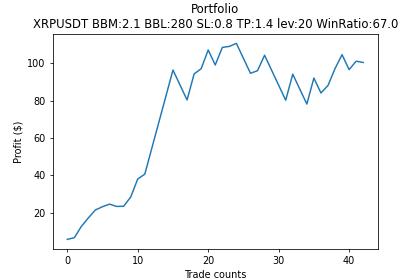 Portfolio
XRPUSDT BBM:2.1 BBL:280 SL:0.8 TP:1.4 lev:20 WinRatio:67.0
Profit ($)
100
80
60
40
20
0
10
20
30
40
Trade counts